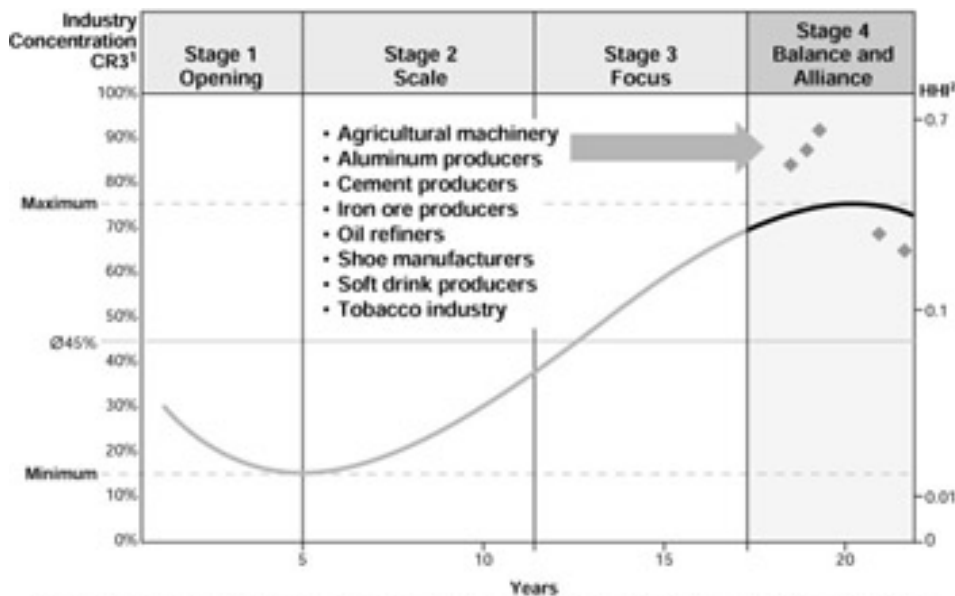 Industry
Concentration
CR3¹
Stage 1
Opening
Stage 2
Scale
Stage 3
Focus
Stage 4
Balance and
Alliance
100%
90%
80%
Maximum
70%
60%
50%
Ø45%
40%
30%
20%
Minimum
10%
0%
• Agricultural machinery
• Aluminum producers
• Cement producers
• Iron ore producers
• Oil refiners
• Shoe manufacturers
• Soft drink producers
• Tobacco industry
HHI²
0.7
0.1
0.01
0
5
10
15
20
Years